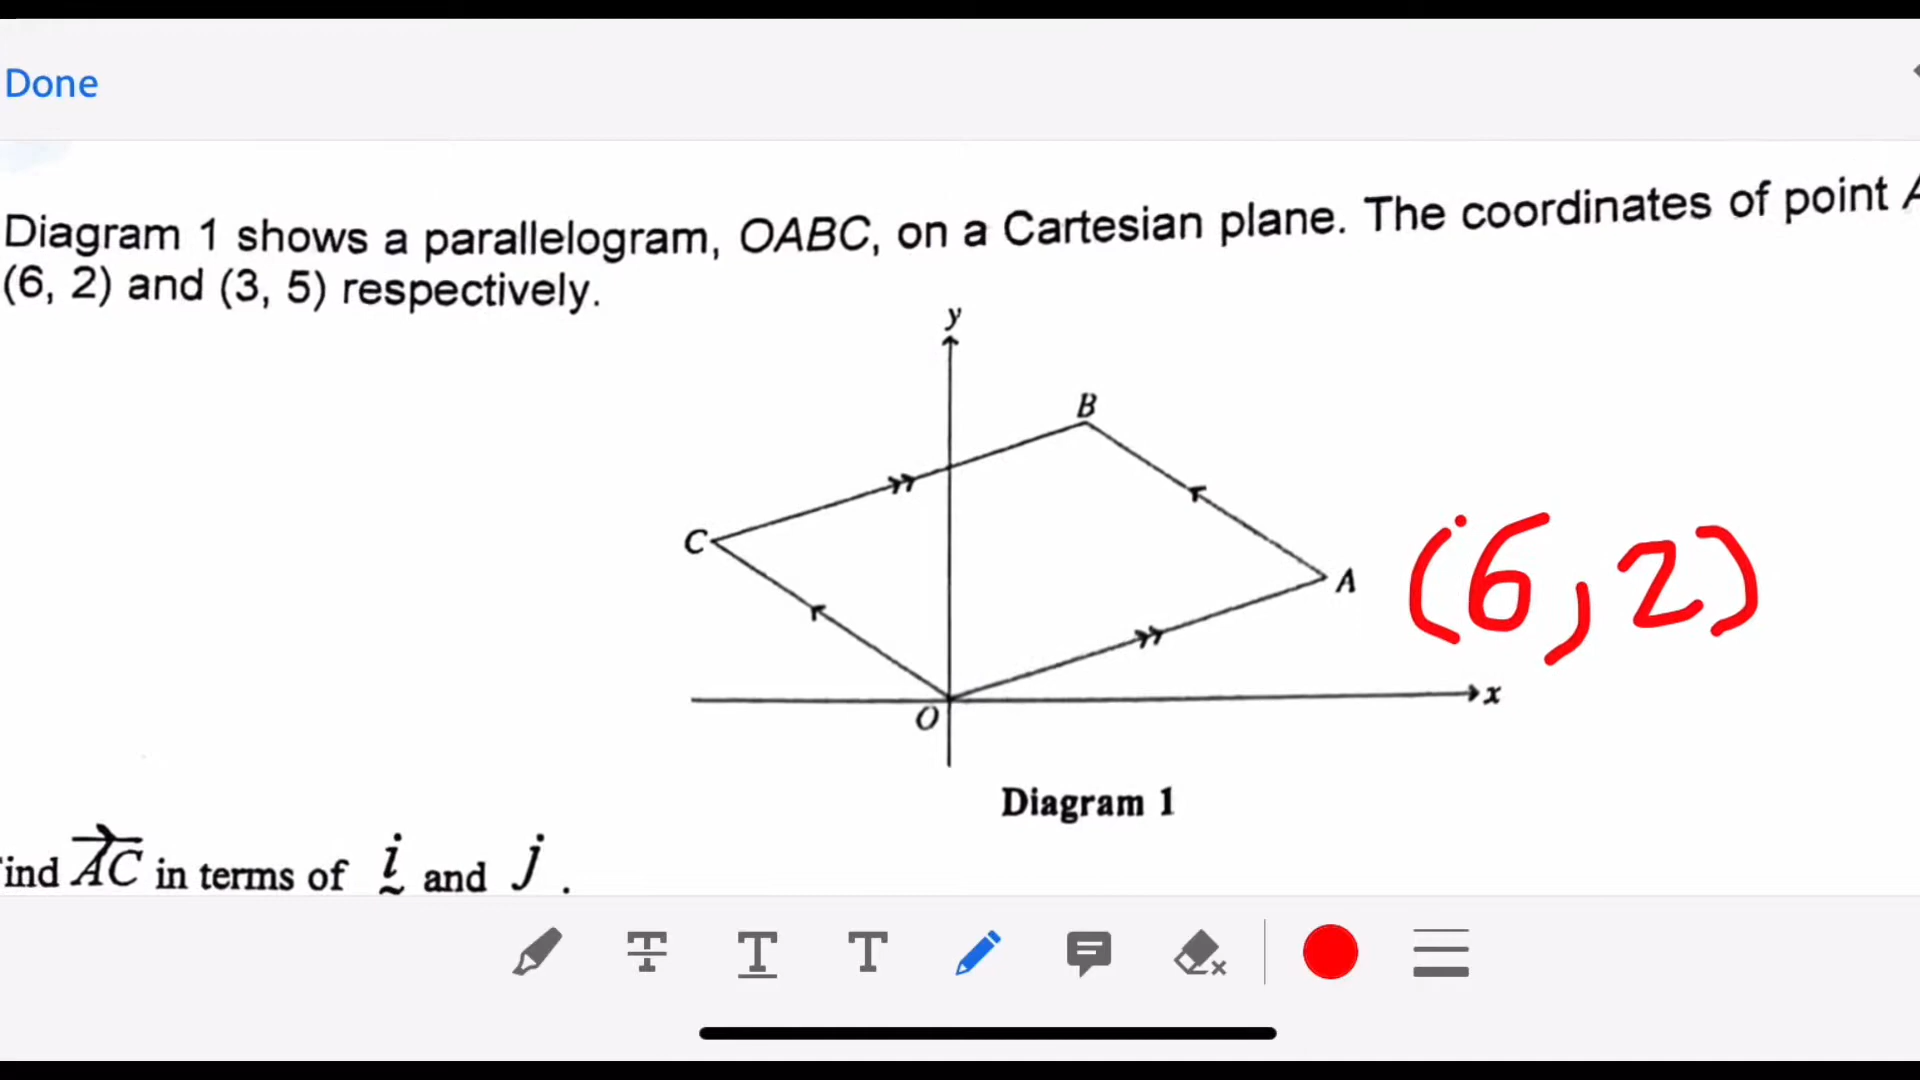 Done
Diagram 1 shows a parallelogram, OABC, on a Cartesian plane. The coordinates of point A
(6, 2) and (3, 5) respectively.
y
B
C
A
(6,2)
x
O
Diagram 1
ind AC in terms of i and j .
T
T
T